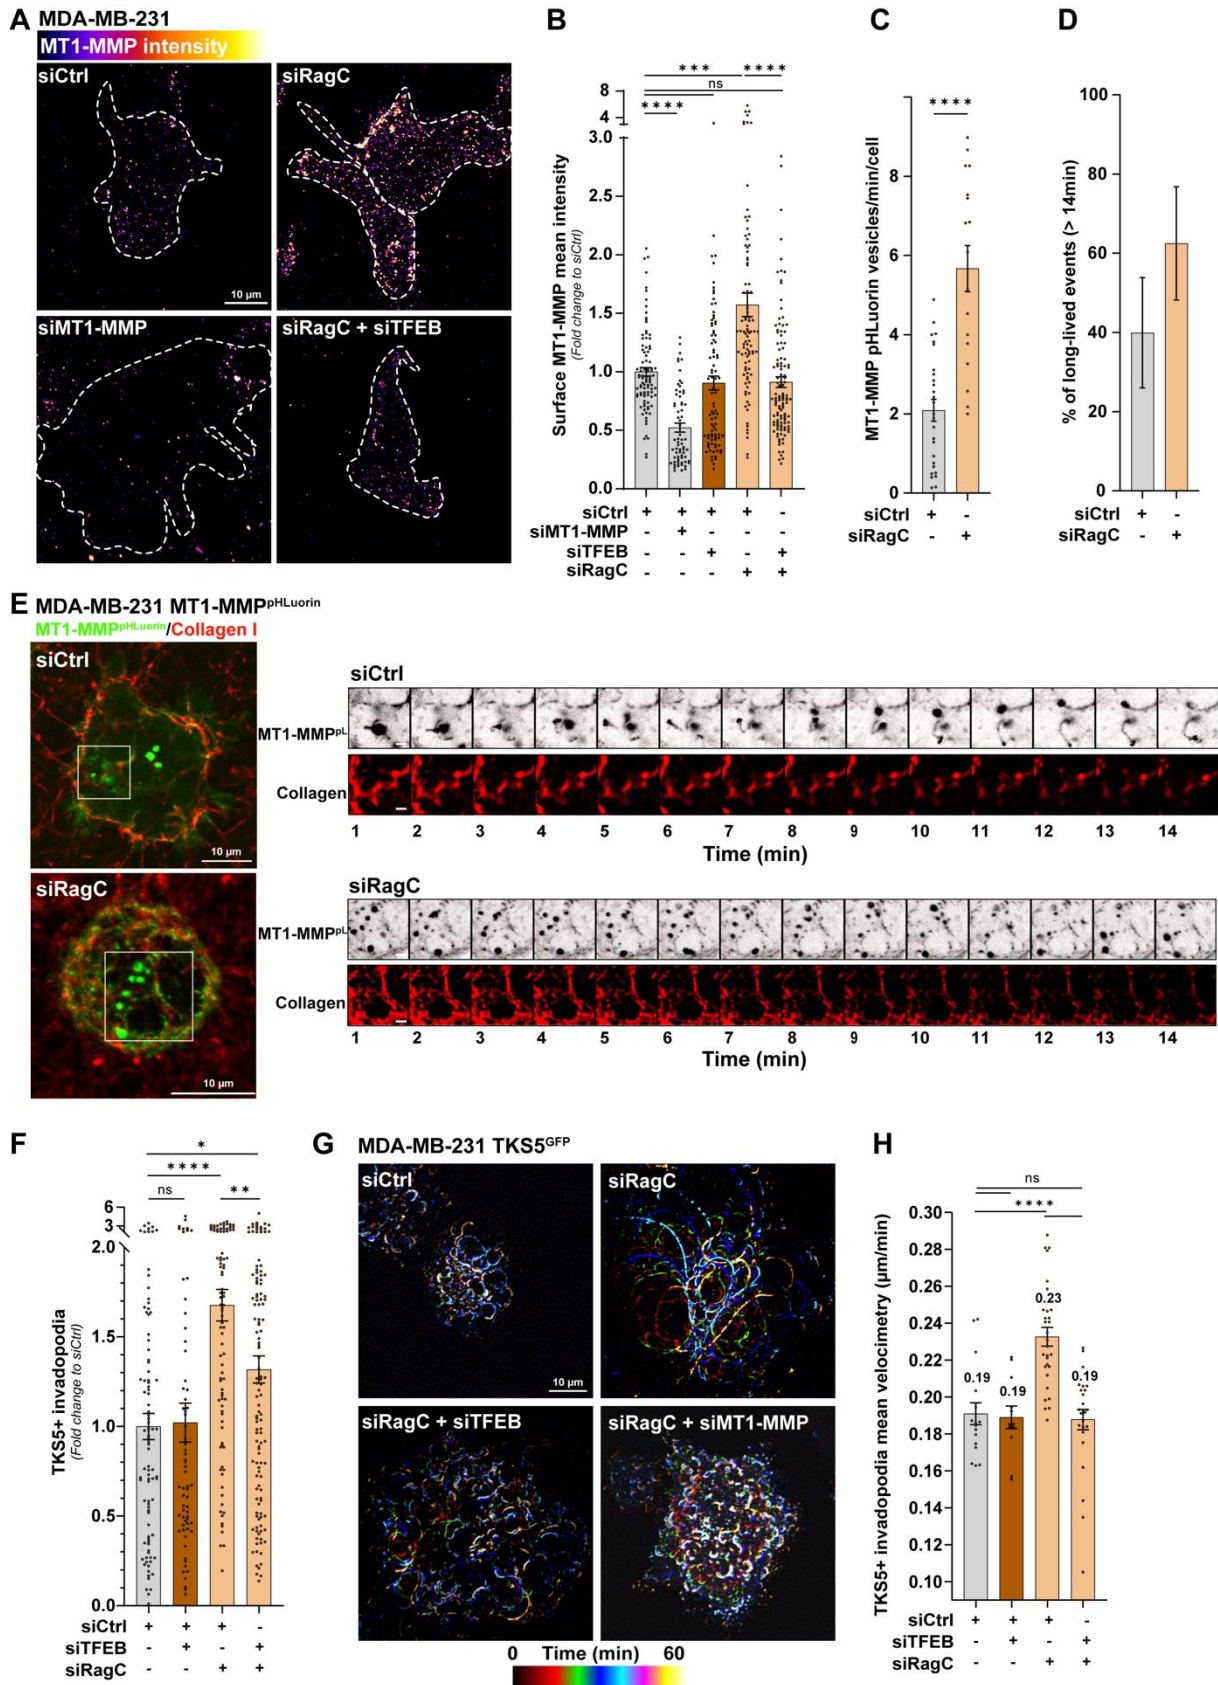 A
MDA-MB-231
MT1-MMP intensity
siCtrl
siRagC
10 µm
siMT1-MMP
siRagC + siTFEB
B
Surface MT1-MMP mean intensity
(Fold change to siCtrl)
*** ****
ns
****
8
4
3.0
2.5
2.0
1.5
1.0
0.5
0.0
siCtrl + + + + -
siMT1-MMP - + - - -
siTFEB - - + - +
siRagC - - - + +
C
MT1-MMP pHLuorin vesicles/min/cell
****
8
6
4
2
0
siCtrl + -
siRagC - +
D
% of long-lived events (> 14min)
100
80
60
40
20
0
siCtrl + -
siRagC - +
E
MDA-MB-231 MT1-MMPpHLuorin
MT1-MMPpHLuorin/Collagen I
siCtrl
10 µm
siRagC
10 µm
siCtrl
MT1-MMPpL
Collagen
1 2 3 4 5 6 7 8 9 10 11 12 13 14
Time (min)
siRagC
MT1-MMPpL
Collagen
1 2 3 4 5 6 7 8 9 10 11 12 13 14
Time (min)
F
TKS5+ invadopodia
(Fold change to siCtrl)
*
****
ns **
6
3
2.0
1.5
1.0
0.5
0.0
siCtrl + + + -
siTFEB - + - +
siRagC - - + +
G
MDA-MB-231 TKS5GFP
siCtrl
siRagC
10 µm
siRagC + siTFEB
siRagC + siMT1-MMP
0 Time (min) 60
H
TKS5+ invadopodia mean velocimetry (µm/min)
ns
****
0.30
0.28
0.26
0.24
0.22
0.20
0.18
0.16
0.14
0.12
0.10
0.19
0.19
0.23
0.19
siCtrl + + + -
siTFEB - + - +
siRagC - - + +